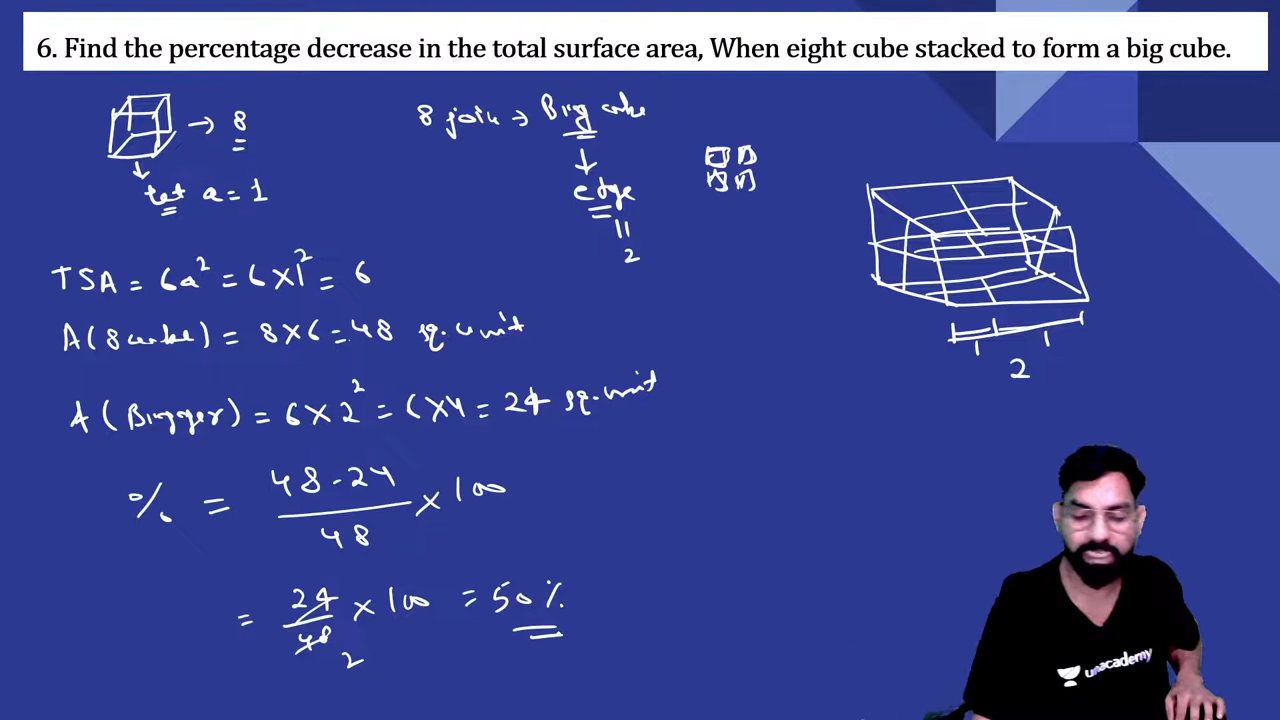 6. Find the percentage decrease in the total surface area, When eight cube stacked to form a big cube.
→ 8
let a = 1
8 join → Big cube
edge
||
2
TSA = 6a² = 6×1² = 6
A(8 cube) = 8×6 = 48 sq. unit
A(Bigger) = 6×2² = 6×4 = 24 sq. unit
% = 48-24/48 × 100
= 24/48 × 100 = 50%
2
1 1
2
unacademy